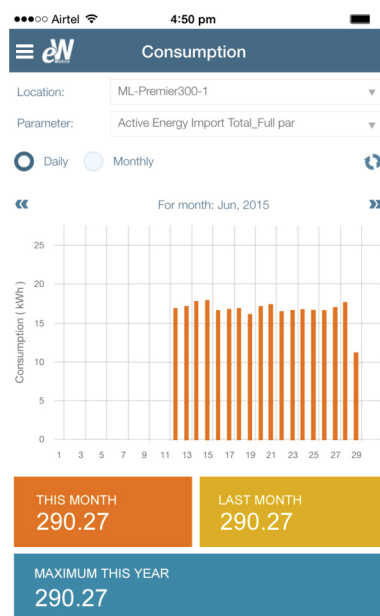 Airtel 4:50 pm
eW Consumption
Location: ML-Premier300-1
Parameter: Active Energy Import Total_Full par
Daily Monthly
For month: Jun, 2015
Consumption ( kWh )
25
20
15
10
5
0
1 3 5 7 9 11 13 15 17 19 21 23 25 27 29
THIS MONTH LAST MONTH
290.27 290.27
MAXIMUM THIS YEAR
290.27